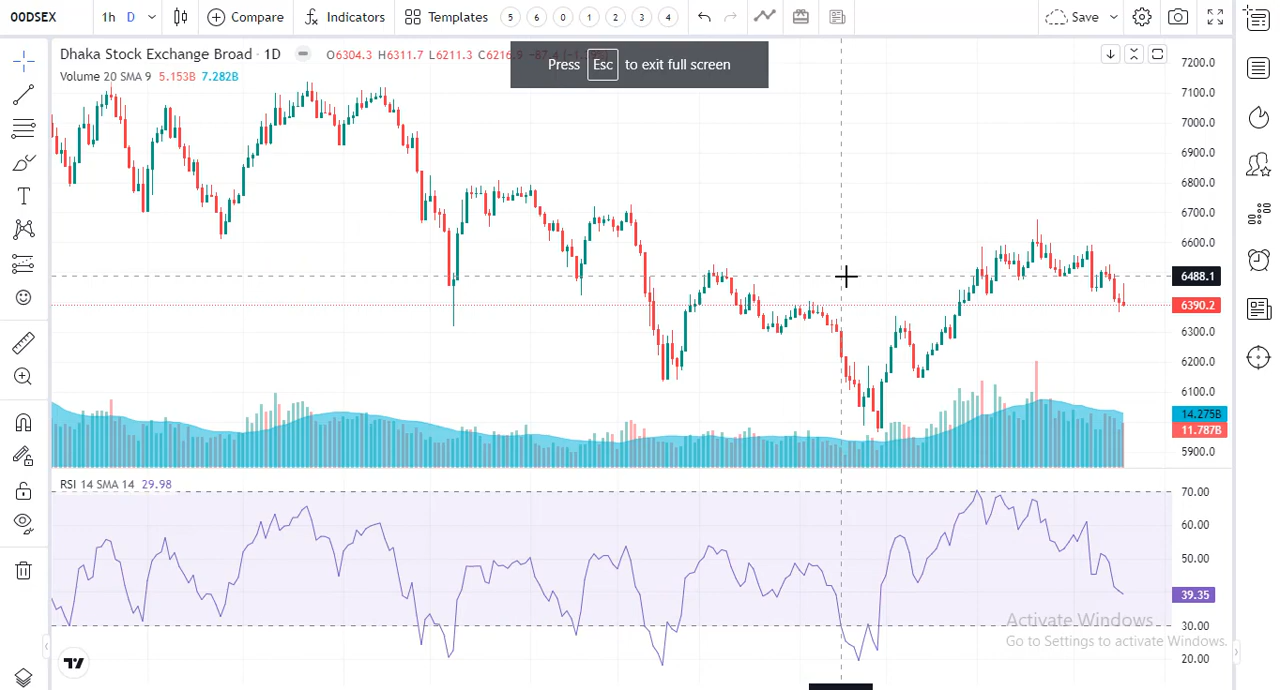 00DSEX 1h D Compare Indicators Templates 5 6 0 1 2 3 4 Save
Dhaka Stock Exchange Broad · 1D O6304.3 H6311.7 L6211.3 C6216.9
Volume 20 SMA 9 5.153B 7.282B
Press Esc to exit full screen
7200.0
7100.0
7000.0
6900.0
6800.0
6700.0
6600.0
6488.1
6390.2
6300.0
6200.0
6100.0
14.275B
11.787B
5900.0
RSI 14 SMA 14 29.98
70.00
60.00
50.00
39.35
30.00
20.00
Activate Windows
Go to Settings to activate Windows.